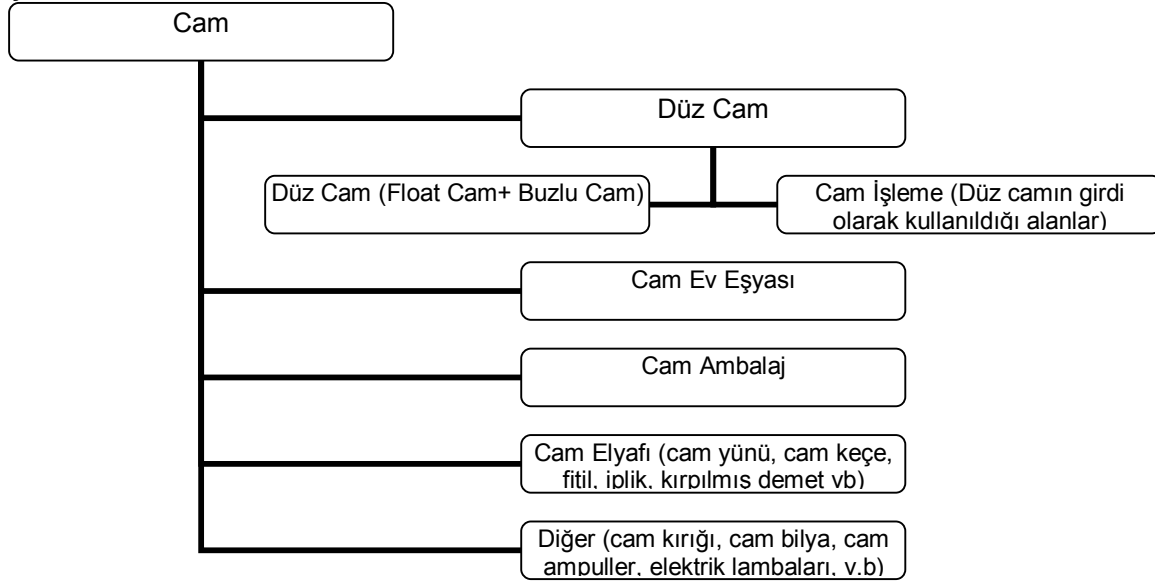 Cam
Düz Cam
Düz Cam (Float Cam+ Buzlu Cam)
Cam İşleme (Düz camın girdi
olarak kullanıldığı alanlar)
Cam Ev Eşyası
Cam Ambalaj
Cam Elyafı (cam yünü, cam keçe,
fitil, iplik, kırpılmış demet vb)
Diğer (cam kırığı, cam bilya, cam
ampuller, elektrik lambaları, v.b)